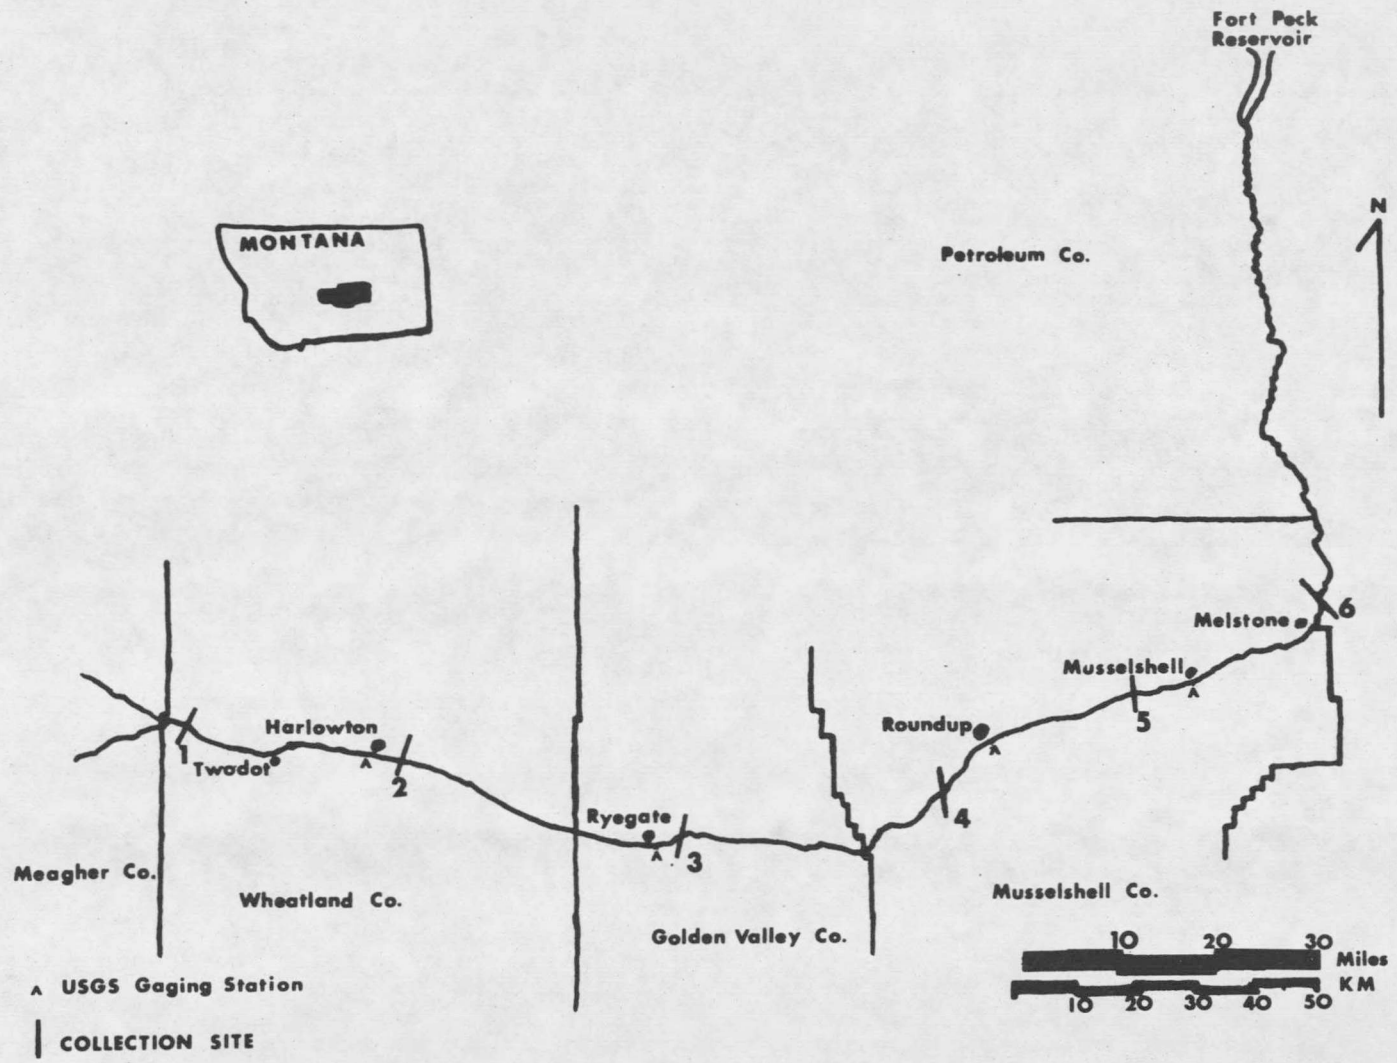 Fort Peck
Reservoir
N
MONTANA
Petroleum Co.
Melstone
6
Musselshell
5
Roundup
4
Harlowton
1
Twodot
2
Ryegate
3
Meagher Co.
Wheatland Co.
Musselshell Co.
Golden Valley Co.
10 20 30
Miles
KM
10 20 30 40 50
^ USGS Gaging Station
COLLECTION SITE